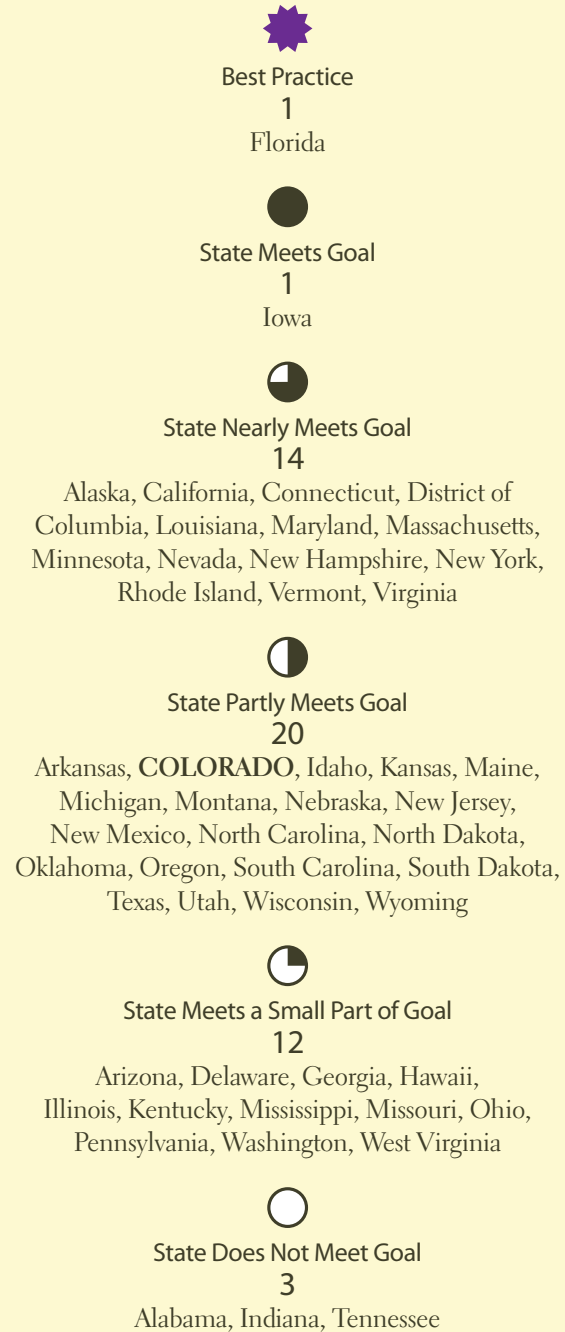 Best Practice
1
Florida
State Meets Goal
1
Iowa
State Nearly Meets Goal
14
Alaska, California, Connecticut, District of
Columbia, Louisiana, Maryland, Massachusetts,
Minnesota, Nevada, New Hampshire, New York,
Rhode Island, Vermont, Virginia
State Partly Meets Goal
20
Arkansas, COLORADO, Idaho, Kansas, Maine,
Michigan, Montana, Nebraska, New Jersey,
New Mexico, North Carolina, North Dakota,
Oklahoma, Oregon, South Carolina, South Dakota,
Texas, Utah, Wisconsin, Wyoming
State Meets a Small Part of Goal
12
Arizona, Delaware, Georgia, Hawaii,
Illinois, Kentucky, Mississippi, Missouri, Ohio,
Pennsylvania, Washington, West Virginia
State Does Not Meet Goal
3
Alabama, Indiana, Tennessee